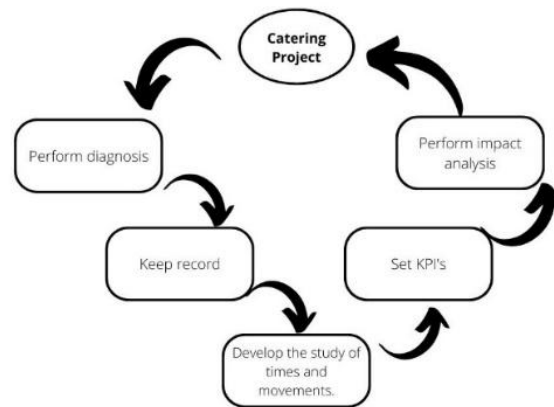 Catering
Project
Perform diagnosis
Keep record
Develop the study of
times and
movements.
Set KPI's
Perform impact
analysis